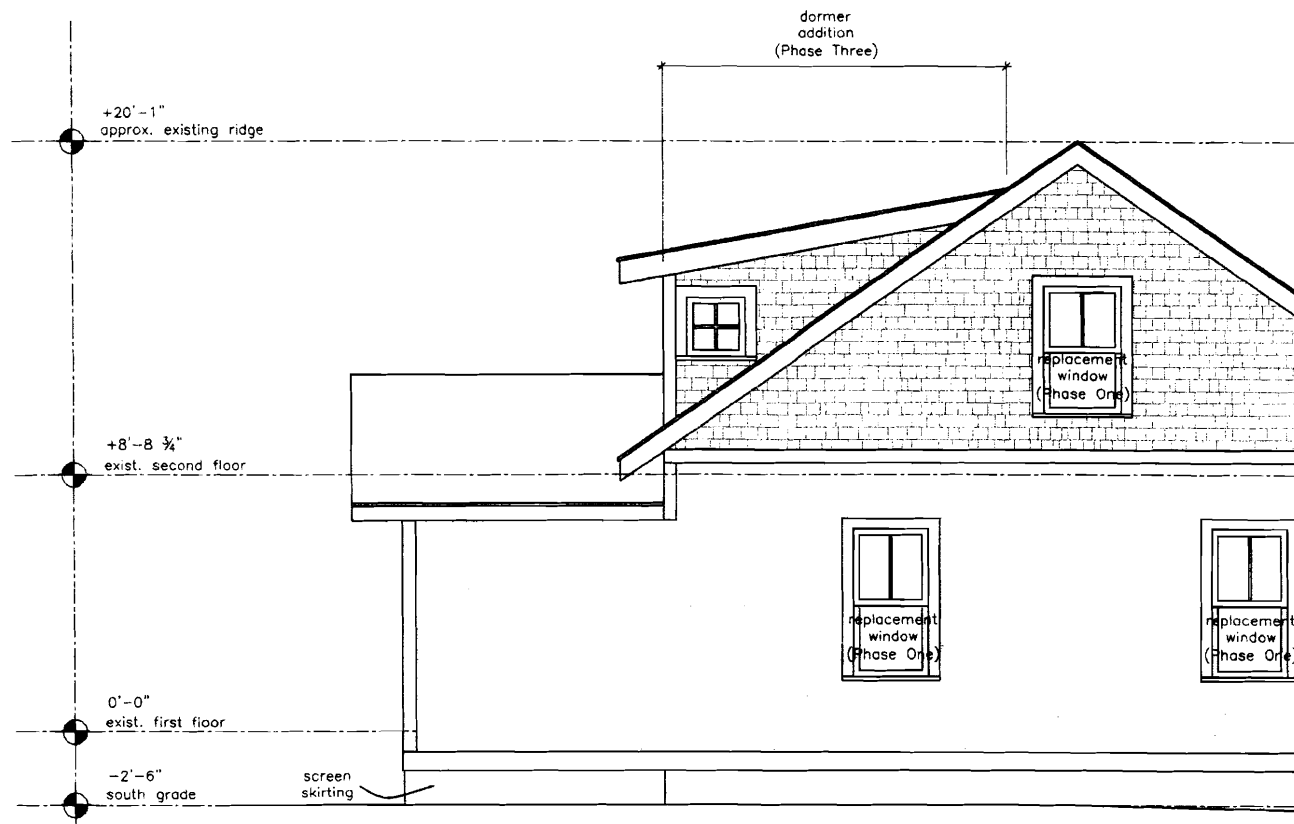 dormer
addition
(Phase Three)
+20'-1"
approx. existing ridge
replacement
window
(Phase One)
+8'-8 ¾"
exist. second floor
replacement
window
(Phase One)
replacement
window
(Phase One)
0'-0"
exist. first floor
-2'-6"
south grade
screen
skirting